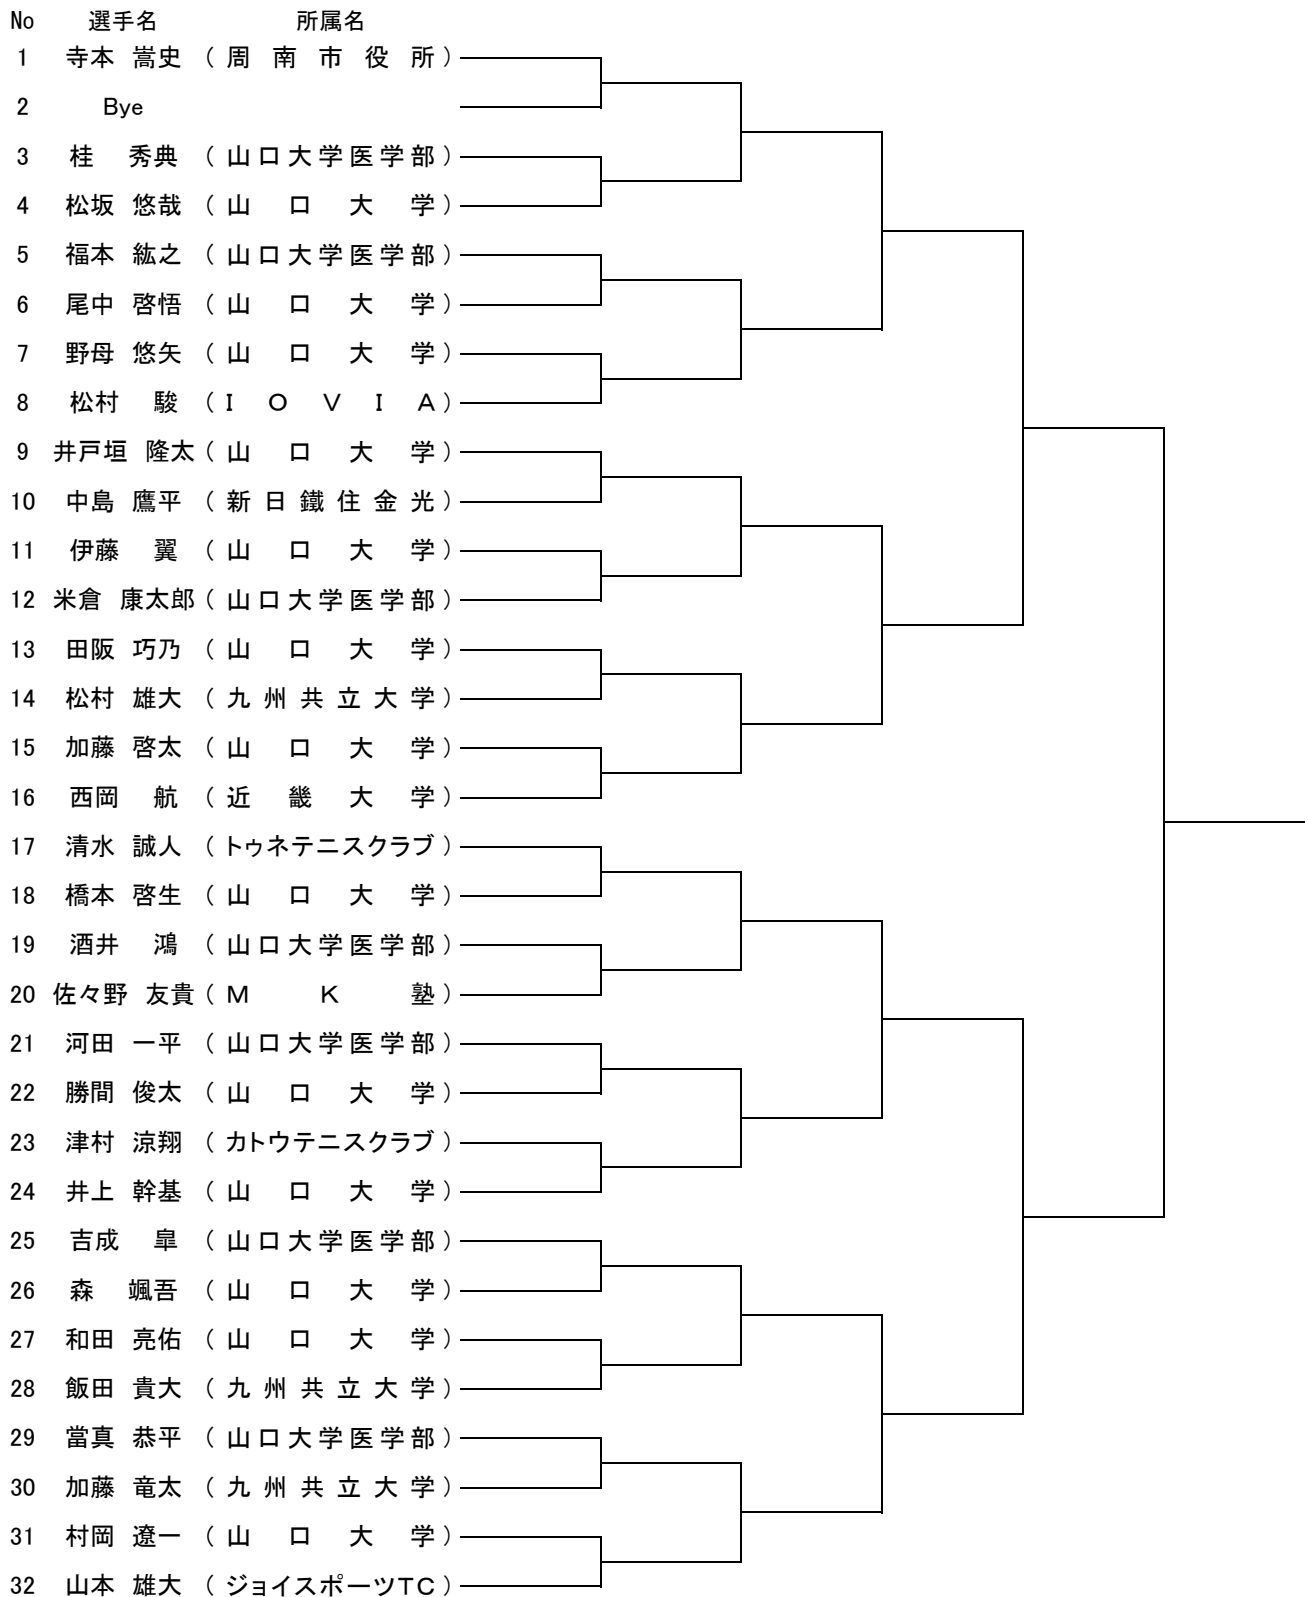 No 選手名 所属名
1 寺本 嵩史 (周南市役所)
2 Bye
3 桂 秀典 (山口大学医学部)
4 松坂 悠哉 (山口大学)
5 福本 紘之 (山口大学医学部)
6 尾中 啓悟 (山口大学)
7 野母 悠矢 (山口大学)
8 松村 駿 (IOVIA)
9 井戸垣 隆太 (山口大学)
10 中島 鷹平 (新日鐵住金光)
11 伊藤 翼 (山口大学)
12 米倉 康太郎 (山口大学医学部)
13 田阪 巧乃 (山口大学)
14 松村 雄大 (九州共立大学)
15 加藤 啓太 (山口大学)
16 西岡 航 (近畿大学)
17 清水 誠人 (トゥネテニスクラブ)
18 橋本 啓生 (山口大学)
19 酒井 鴻 (山口大学医学部)
20 佐々野 友貴 (MK塾)
21 河田 一平 (山口大学医学部)
22 勝間 俊太 (山口大学)
23 津村 涼翔 (カトウテニスクラブ)
24 井上 幹基 (山口大学)
25 吉成 皐 (山口大学医学部)
26 森 颯吾 (山口大学)
27 和田 亮佑 (山口大学)
28 飯田 貴大 (九州共立大学)
29 當真 恭平 (山口大学医学部)
30 加藤 竜太 (九州共立大学)
31 村岡 遼一 (山口大学)
32 山本 雄大 (ジョイスポーツTC)